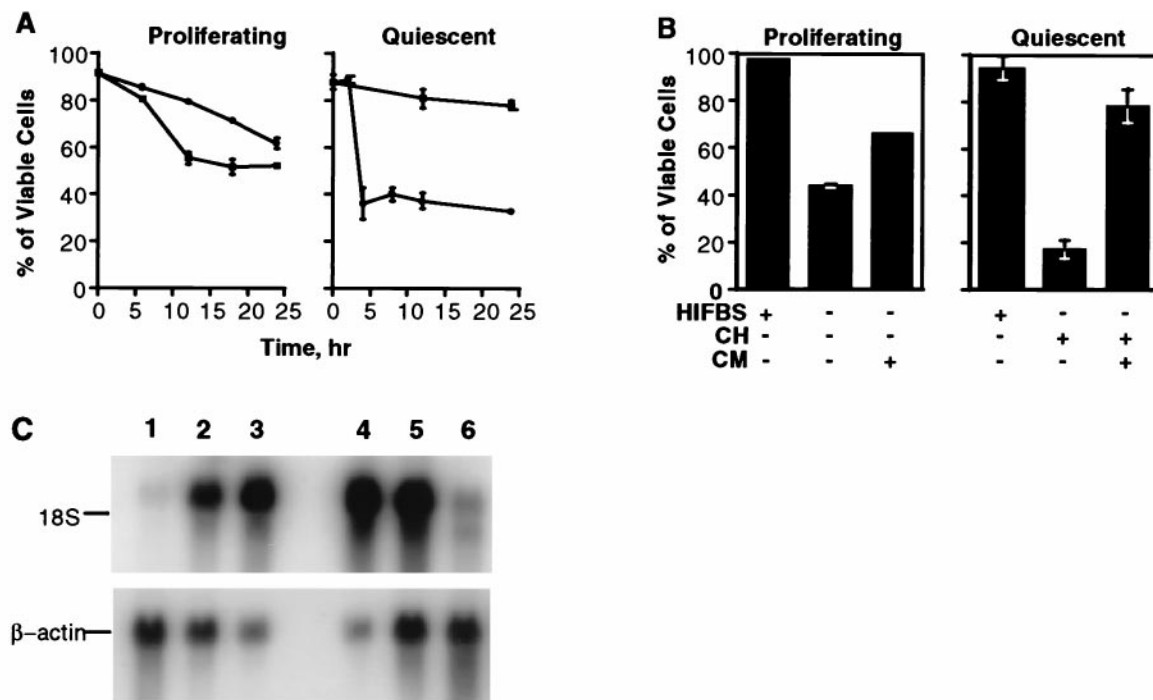 A
Proliferating
Quiescent
% of Viable Cells
100
80
60
40
20
0
0 5 10 15 20 25
0 5 10 15 20 25
Time, hr
B
Proliferating
Quiescent
% of Viable Cells
100
80
60
40
20
0
HIFBS + - - + - -
CH - - - - + +
CM - - + - - +
C
1 2 3 4 5 6
18S
β-actin